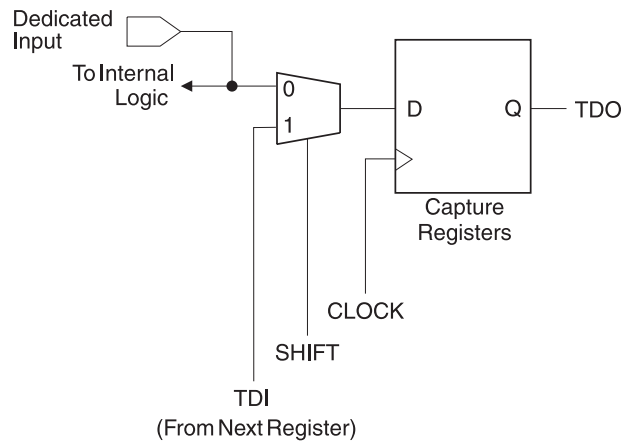 Dedicated
Input
To Internal
Logic
0
1
D
Q
TDO
Capture
Registers
CLOCK
SHIFT
TDI
(From Next Register)